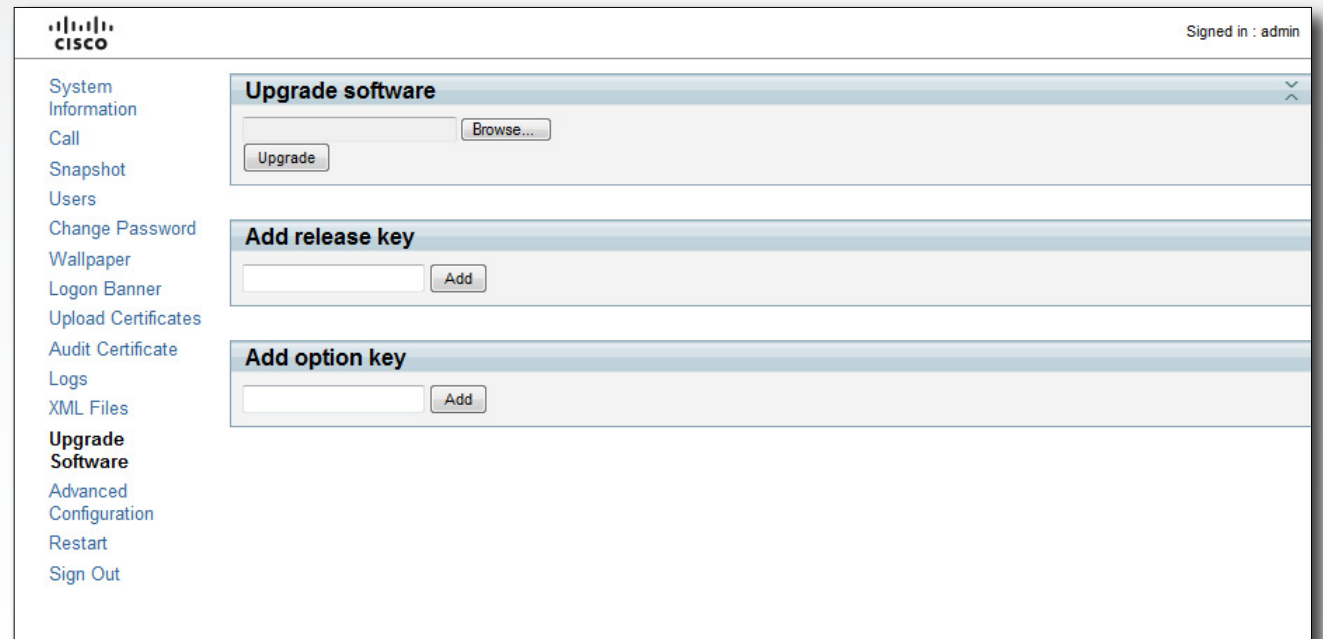 CISCO
Signed in : admin
System
Information
Call
Snapshot
Users
Change Password
Wallpaper
Logon Banner
Upload Certificates
Audit Certificate
Logs
XML Files
Upgrade
Software
Advanced
Configuration
Restart
Sign Out
Upgrade software
Browse...
Upgrade
Add release key
Add
Add option key
Add